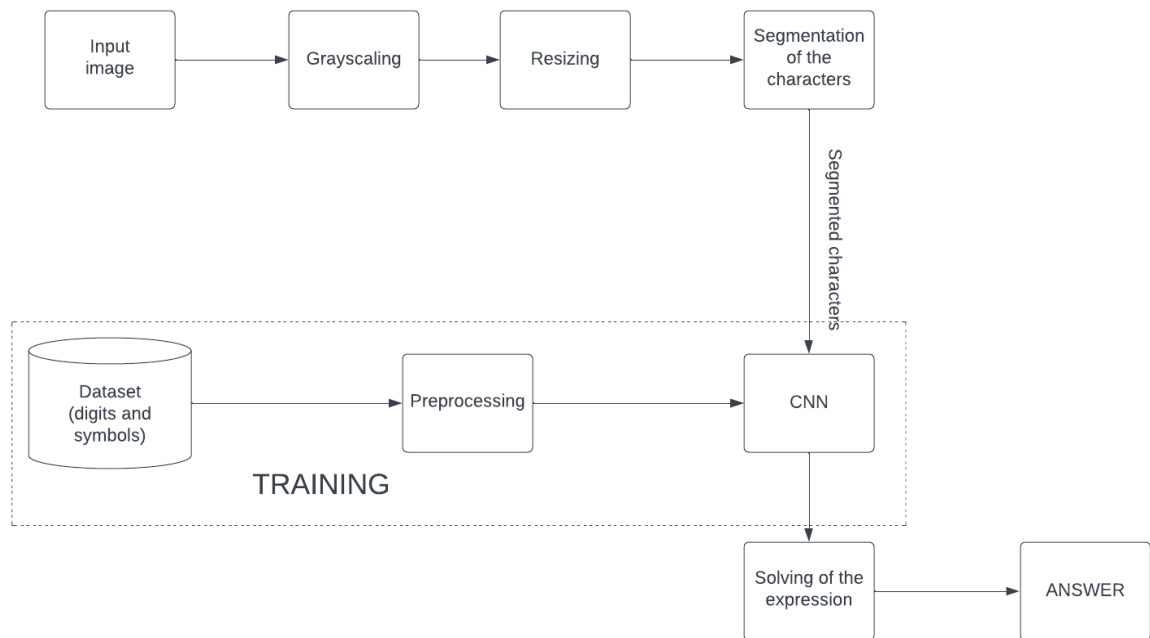 Input
image
Grayscaling
Resizing
Segmentation
of the
characters
Segmented characters
Dataset
(digits and
symbols)
Preprocessing
CNN
TRAINING
Solving of the
expression
ANSWER